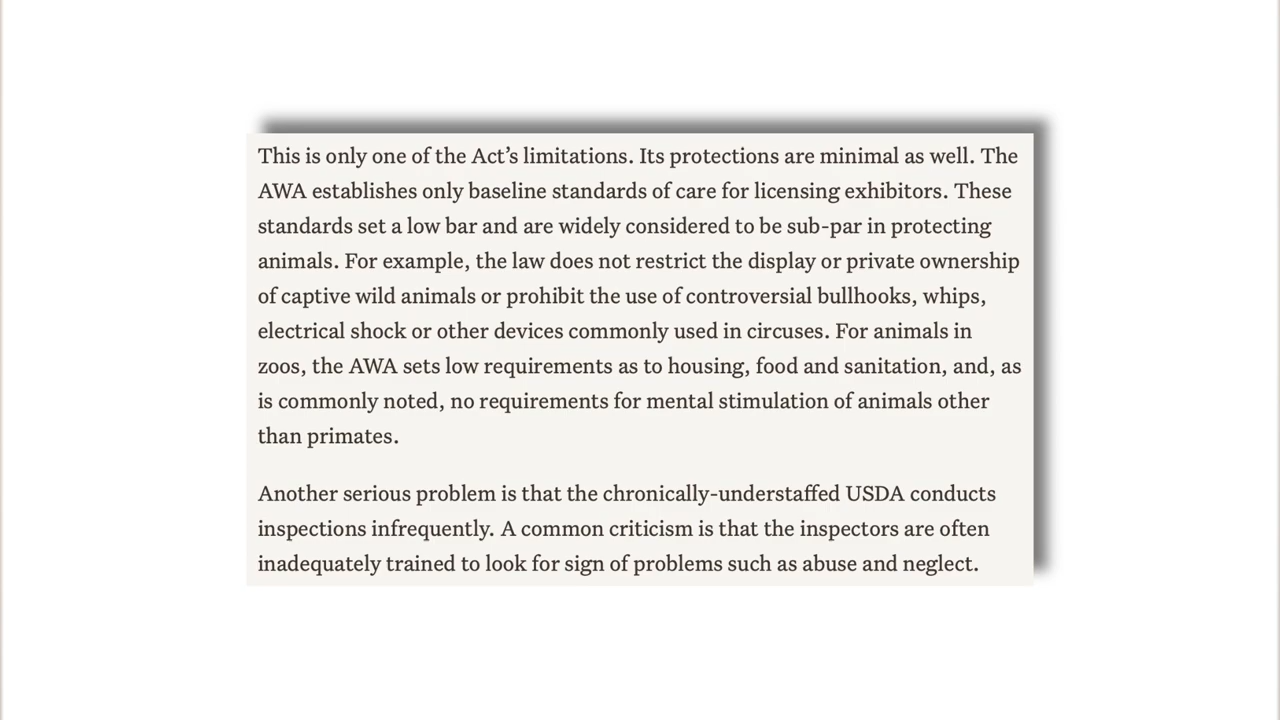 This is only one of the Act’s limitations. Its protections are minimal as well. The
AWA establishes only baseline standards of care for licensing exhibitors. These
standards set a low bar and are widely considered to be sub-par in protecting
animals. For example, the law does not restrict the display or private ownership
of captive wild animals or prohibit the use of controversial bullhooks, whips,
electrical shock or other devices commonly used in circuses. For animals in
zoos, the AWA sets low requirements as to housing, food and sanitation, and, as
is commonly noted, no requirements for mental stimulation of animals other
than primates.
Another serious problem is that the chronically-understaffed USDA conducts
inspections infrequently. A common criticism is that the inspectors are often
inadequately trained to look for sign of problems such as abuse and neglect.